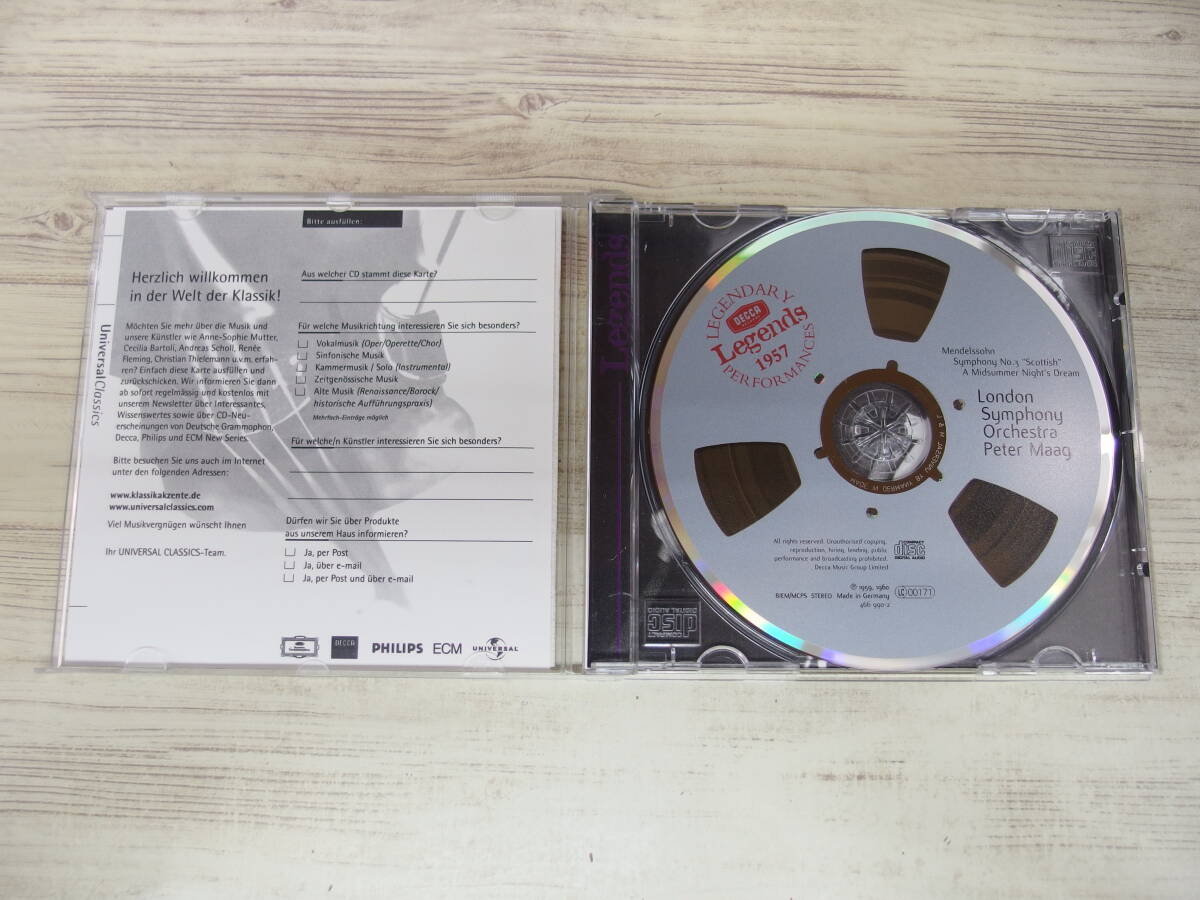 UniversalClassics
Herzlich willkommen
in der Welt der Klassik!
Möchten Sie mehr über die Musik und
unsere Künstler wie Anne-Sophie Mutter,
Cecilia Bartoli, Andreas Scholl, Renée
Fleming, Christian Thielemann u.v.m. erfah-
ren? Einfach diese Karte ausfüllen und
zurückschicken. Wir informieren Sie dann
ab sofort regelmässig und kostenlos mit
unserem Newsletter über Interessantes,
Wissenswertes sowie über CD-Neu-
erscheinungen von Deutsche Grammophon,
Decca, Philips und ECM New Series.
Bitte besuchen Sie uns auch im Internet
unter den folgenden Adressen:
www.klassikakzente.de
www.universalclassics.com
Viel Musikvergnügen wünscht Ihnen
Ihr UNIVERSAL CLASSICS-Team.
Bitte ausfüllen:
Aus welcher CD stammt diese Karte?
Für welche Musikrichtung interessieren Sie sich besonders?
Vokalmusik (Oper/Operette/Chor)
Sinfonische Musik
Kammermusik / Solo (Instrumental)
Zeitgenössische Musik
Alte Musik (Renaissance/Barock/
historische Aufführungspraxis)
Mehrfach-Einträge möglich
Für welche/n Künstler interessieren Sie sich besonders?
Dürfen wir Sie über Produkte
aus unserem Haus informieren?
Ja, per Post
Ja, über e-mail
Ja, per Post und über e-mail
DECCA
PHILIPS
ECM
UNIVERSAL
Legends
LEGENDARY
DECCA
Legends
1957
PERFORMANCES
Mendelssohn
Symphony No.3 "Scottish"
A Midsummer Night's Dream
London
Symphony
Orchestra
Peter Maag
All rights reserved. Unauthorised copying,
reproduction, hiring, lending, public
performance and broadcasting prohibited.
Decca Music Group Limited
COMPACT
disc
DIGITAL AUDIO
℗ 1959, 1960
BIEM/MCPS STEREO Made in Germany
LC 00171
466 990-2
COMPACT
disc
DIGITAL AUDIO